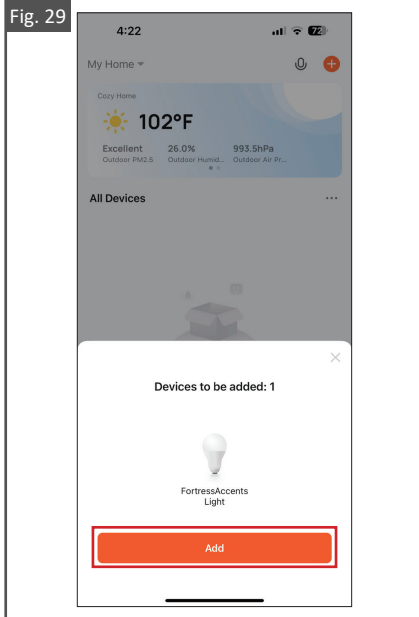 Fig. 29
4:22
72
My Home
Cozy Home
102°F
Excellent 26.0% 993.5hPa
Outdoor PM2.5 Outdoor Humid... Outdoor Air Pr...
All Devices
Devices to be added: 1
FortressAccents
Light
Add